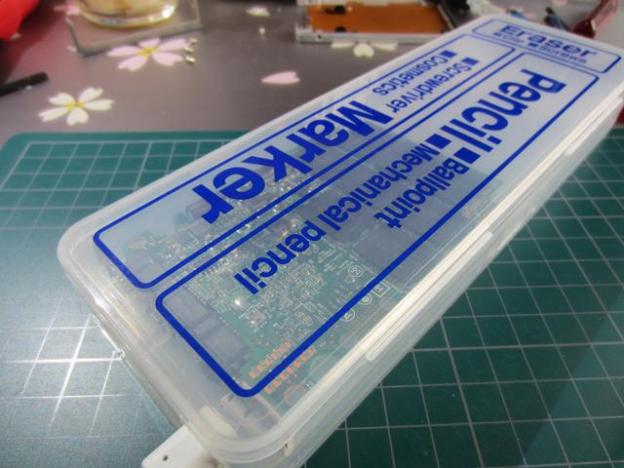 Eraser
Pencil ■ Ballpoint
■ Mechanical pencil
Marker
■ Screwdriver
■ Cosmetics